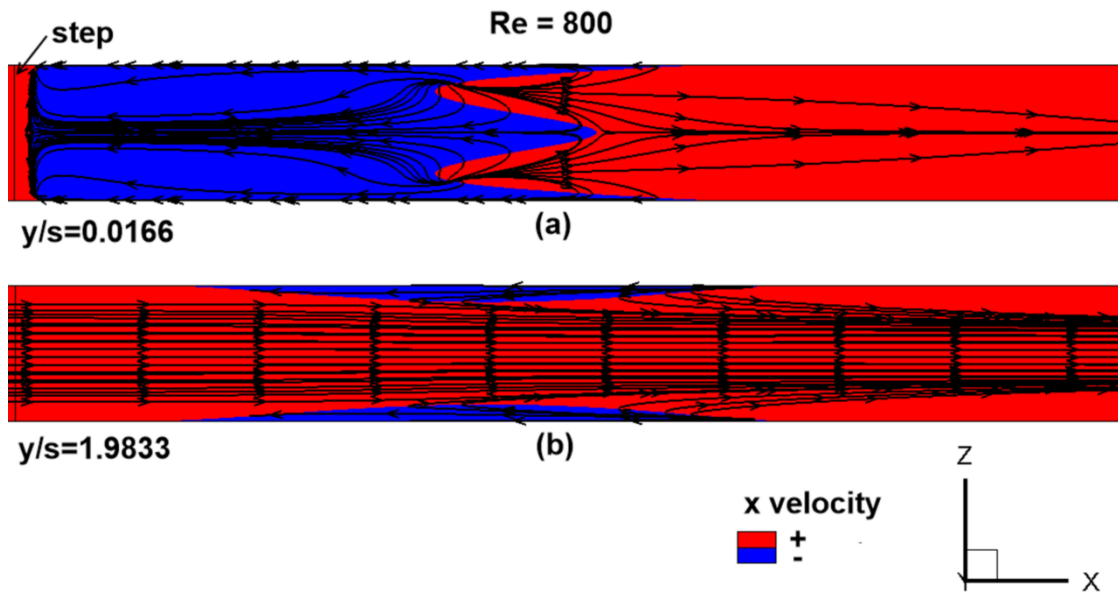 Re = 800
step
y/s=0.0166
(a)
y/s=1.9833
(b)
x velocity
+
-
Z
X